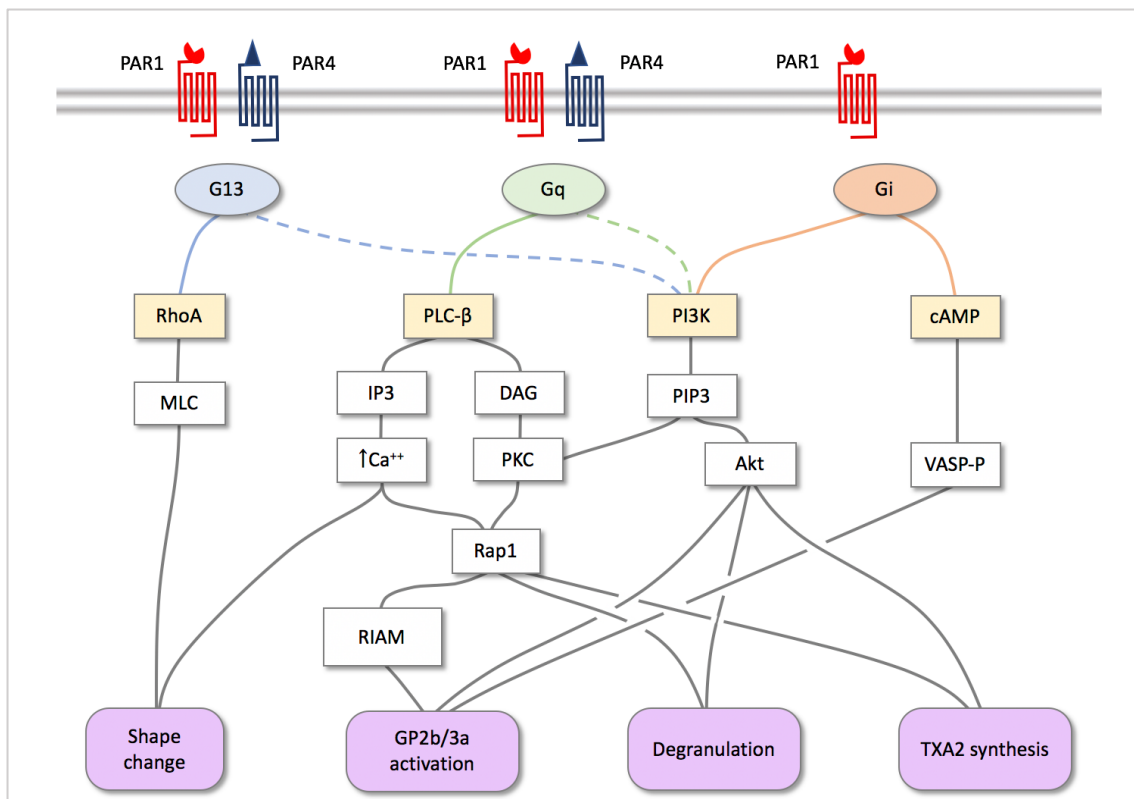 PAR1
PAR4
PAR1
PAR4
PAR1
G13
Gq
Gi
RhoA
PLC-β
PI3K
cAMP
MLC
IP3
DAG
PIP3
↑Ca⁺⁺
PKC
Akt
VASP-P
Rap1
RIAM
Shape
change
GP2b/3a
activation
Degranulation
TXA2 synthesis